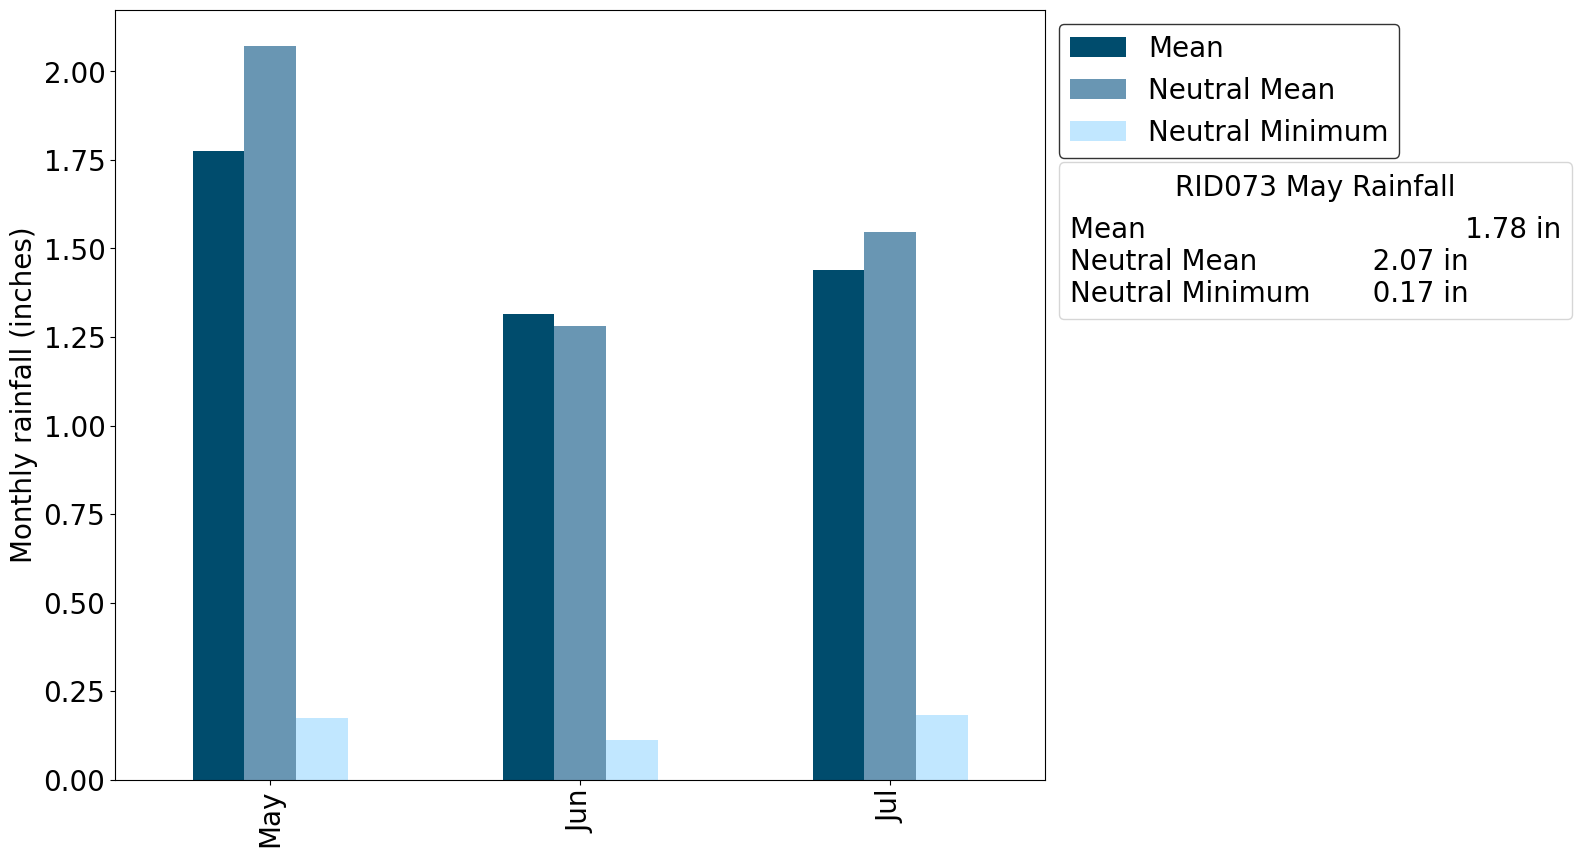 Monthly rainfall (inches)
2.00
1.75
1.50
1.25
1.00
0.75
0.50
0.25
0.00
May
Jun
Jul
Mean
Neutral Mean
Neutral Minimum
RID073 May Rainfall
Mean 1.78 in
Neutral Mean 2.07 in
Neutral Minimum 0.17 in